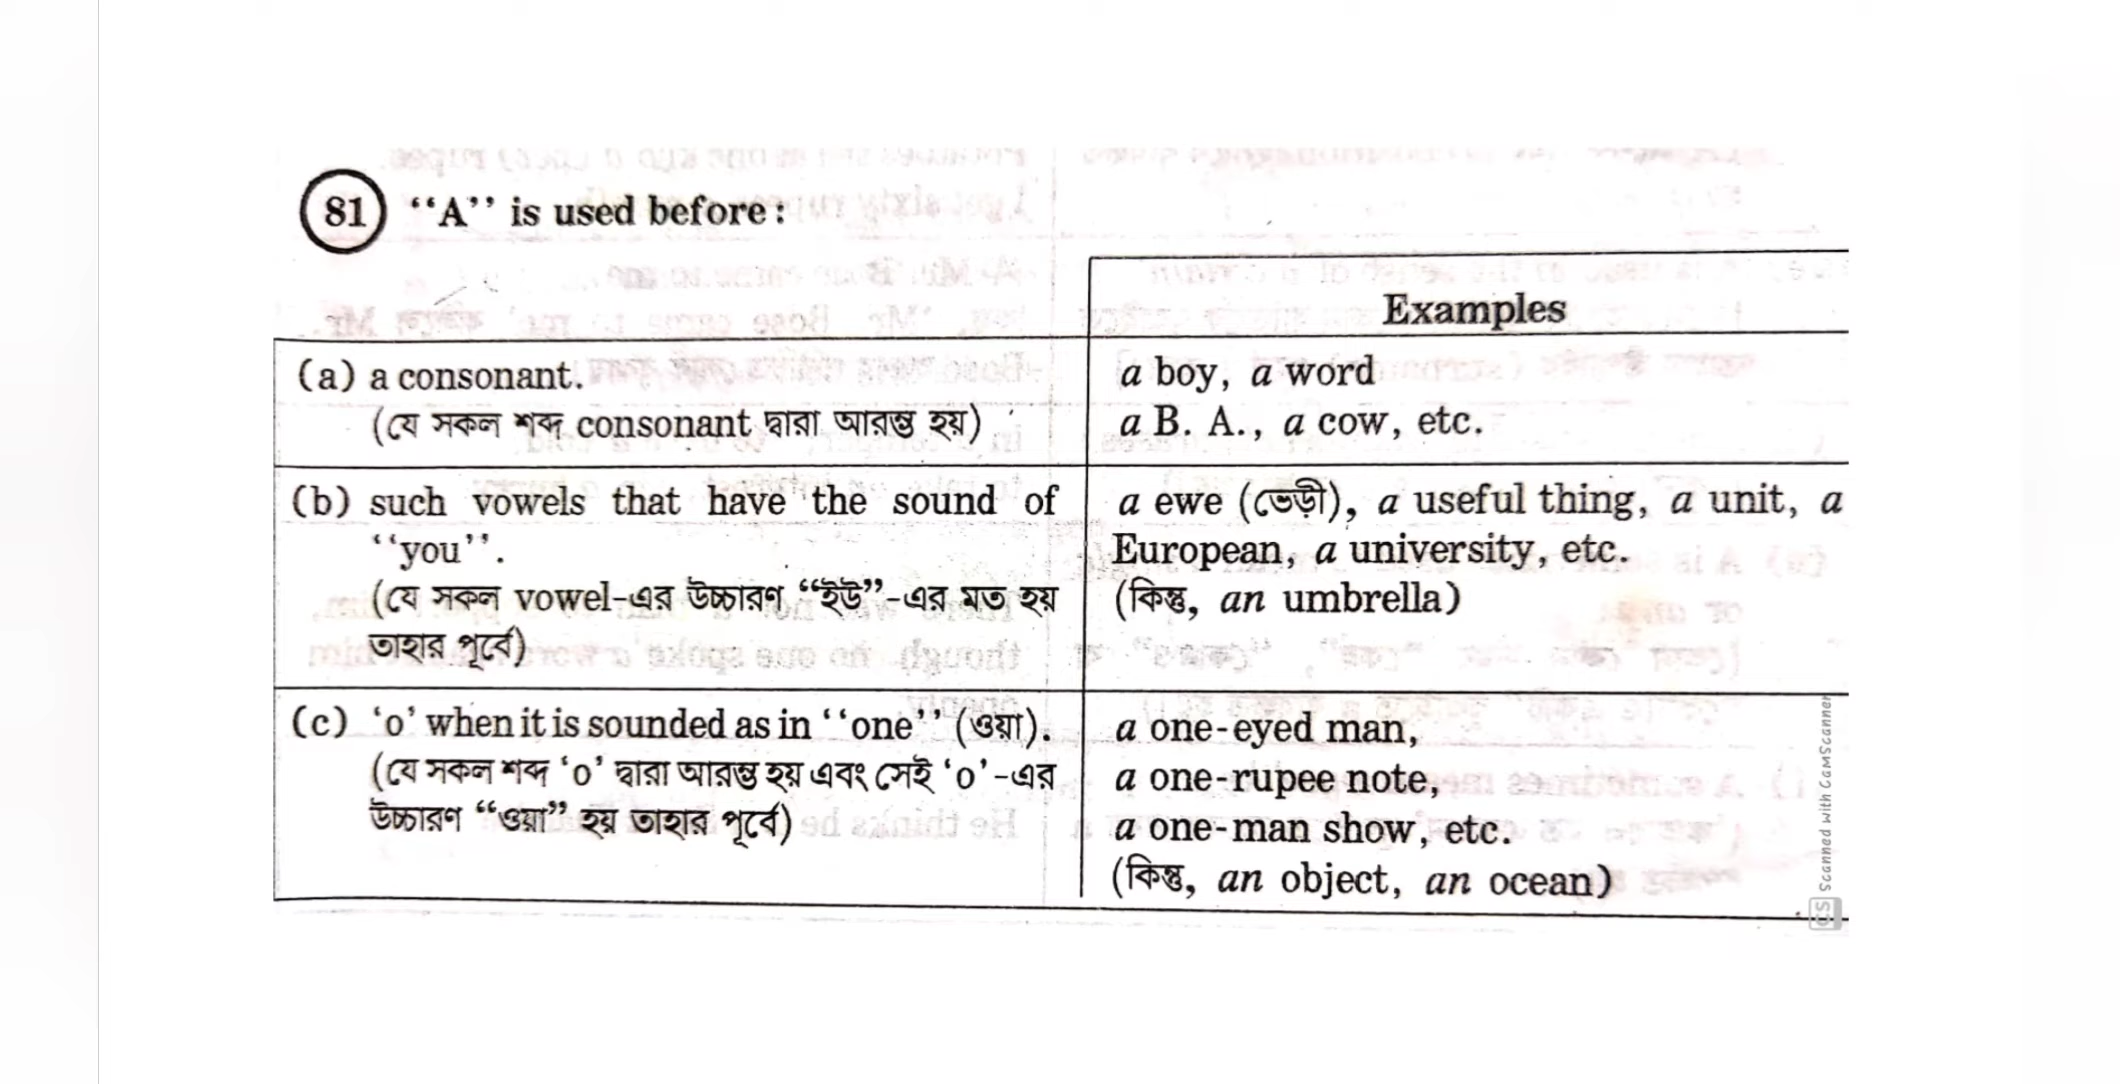 81 ‘‘A’’ is used before :
Examples
(a) a consonant.
(যে সকল শব্দ consonant দ্বারা আরম্ভ হয়)
a boy, a word
a B. A., a cow, etc.
(b) such vowels that have the sound of
‘‘you’’.
(যে সকল vowel-এর উচ্চারণ “ইউ”-এর মত হয়
তাহার পূর্বে)
a ewe (ভেড়ী), a useful thing, a unit, a
European, a university, etc.
(কিন্তু, an umbrella)
(c) ‘o’ when it is sounded as in ‘‘one’’ (ওয়া).
(যে সকল শব্দ ‘o’ দ্বারা আরম্ভ হয় এবং সেই ‘o’-এর
উচ্চারণ “ওয়া” হয় তাহার পূর্বে)
a one-eyed man,
a one-rupee note,
a one-man show, etc.
(কিন্তু, an object, an ocean)
CS Scanned with CamScanner